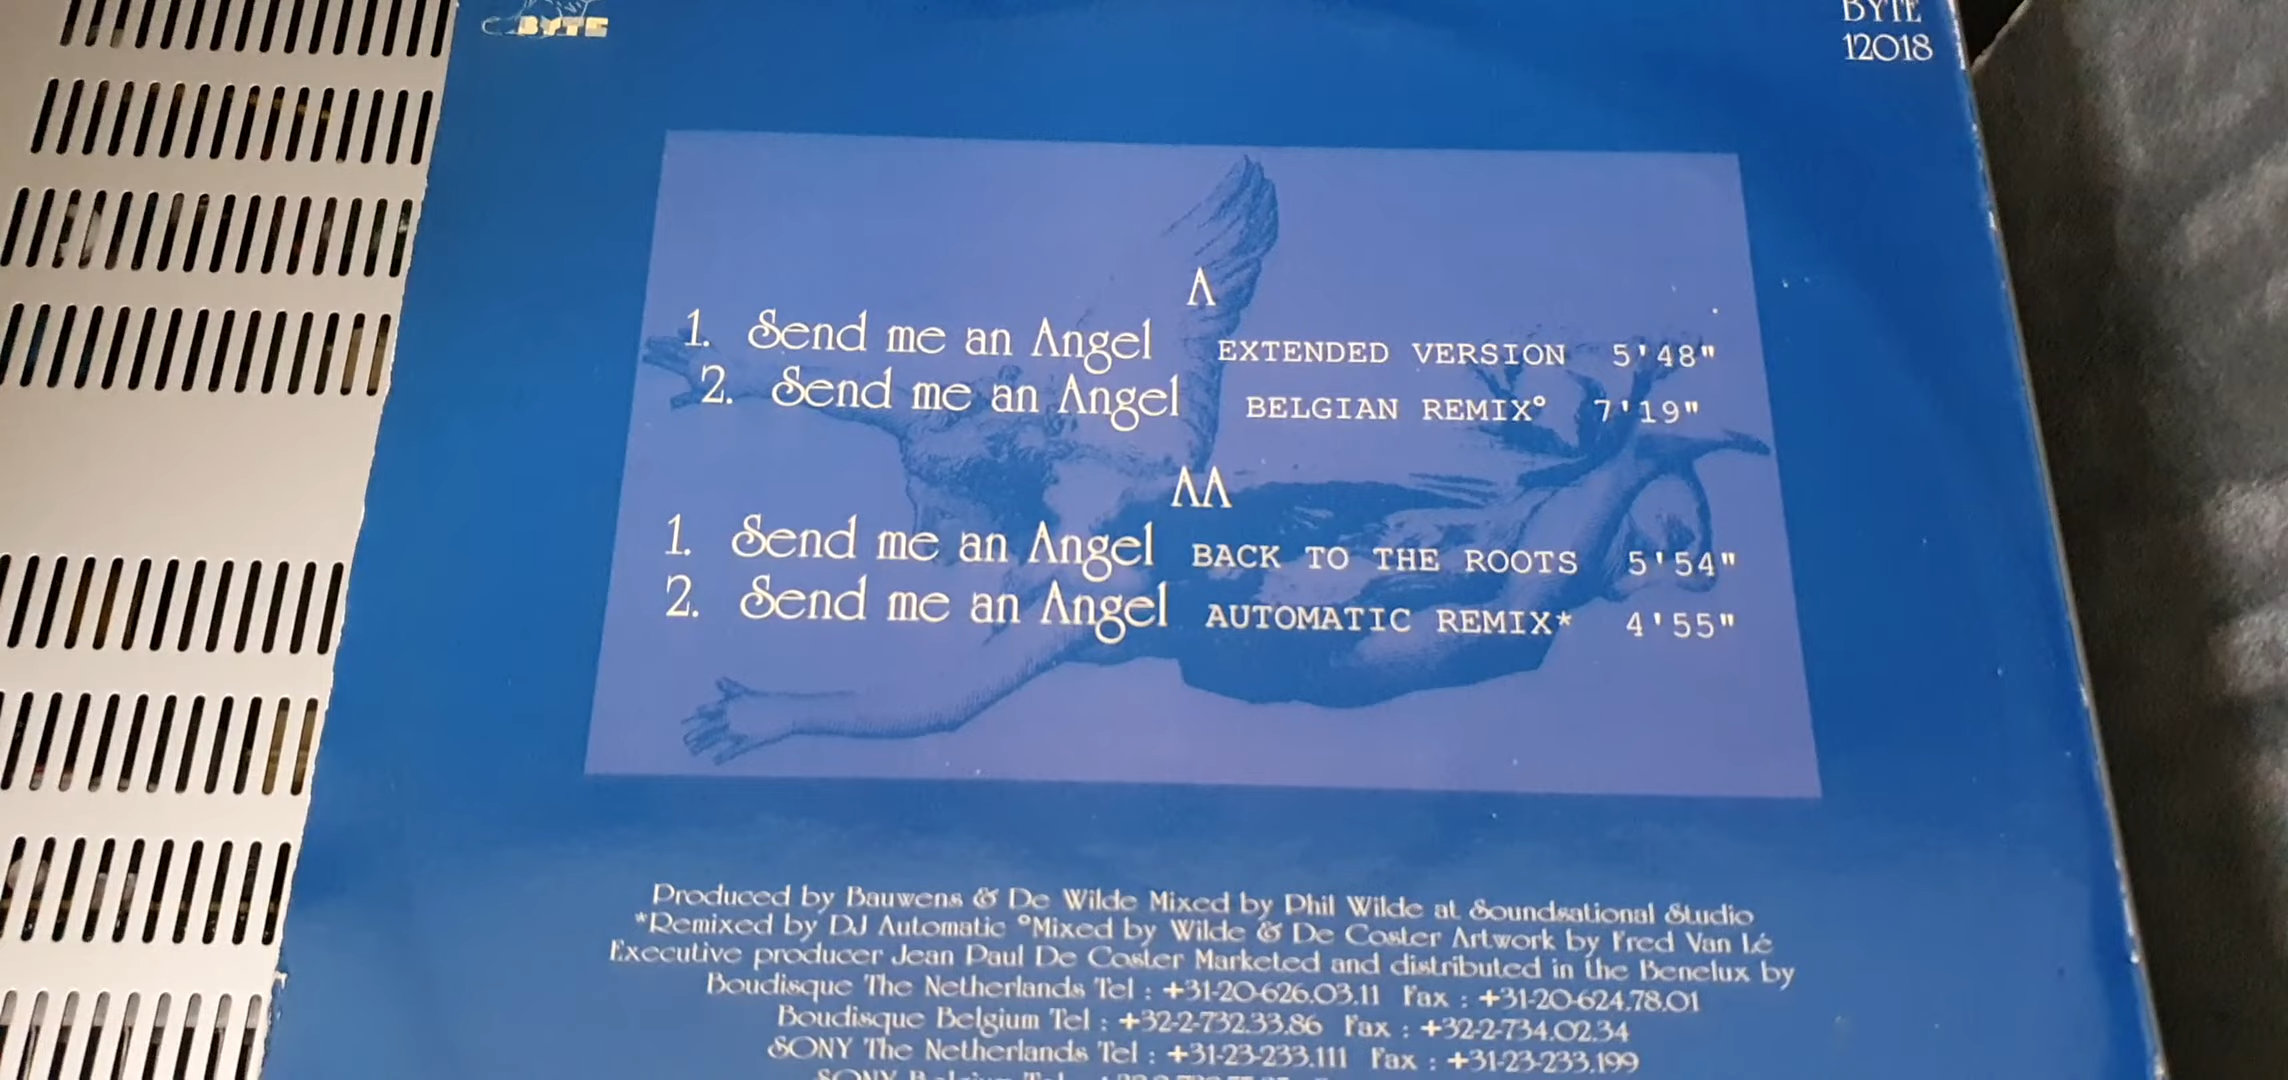 BYTE
BYTE
12018
Λ
1. Send me an Angel EXTENDED VERSION 5'48"
2. Send me an Angel BELGIAN REMIX° 7'19"
ΛΛ
1. Send me an Angel BACK TO THE ROOTS 5'54"
2. Send me an Angel AUTOMATIC REMIX* 4'55"
Produced by Bauwens & De Wilde Mixed by Phil Wilde at Soundsational Studio
*Remixed by DJ Automatic °Mixed by Wilde & De Coster Artwork by Fred Van Lé
Executive producer Jean Paul De Coster Marketed and distributed in the Benelux by
Boudisque The Netherlands Tel : +31-20-626.03.11 Fax : +31-20-624.78.01
Boudisque Belgium Tel : +32-2-732.33.86 Fax : +32-2-734.02.34
SONY The Netherlands Tel : +31-23-233.111 Fax : +31-23-233.199
SONY Belgium Tel :